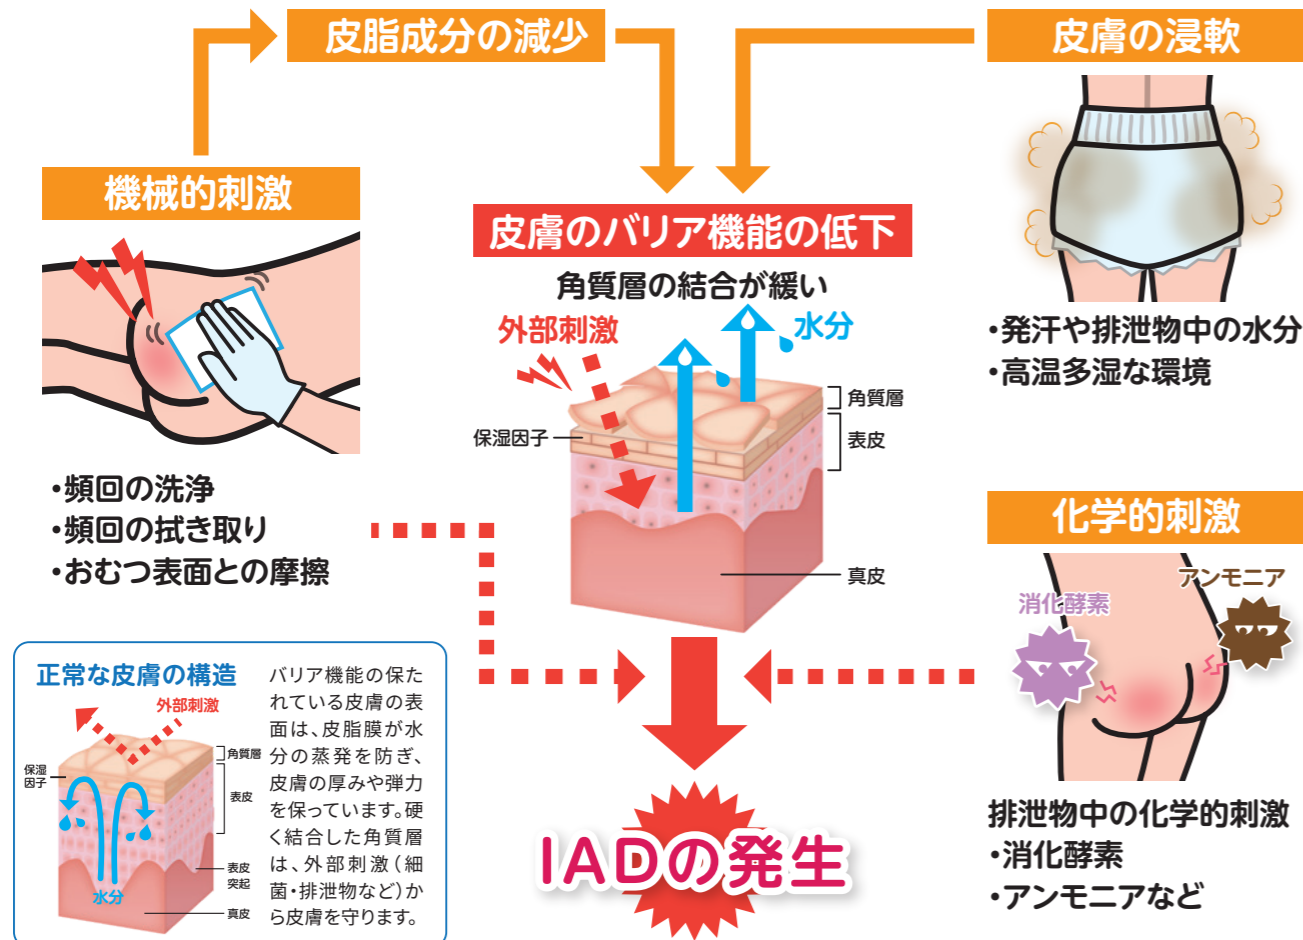 皮脂成分の減少
皮膚の浸軟
機械的刺激
皮膚のバリア機能の低下
角質層の結合が緩い
外部刺激
水分
角質層
保湿因子
表皮
真皮
・発汗や排泄物中の水分
・高温多湿な環境
・頻回の洗浄
・頻回の拭き取り
・おむつ表面との摩擦
化学的刺激
アンモニア
消化酵素
排泄物中の化学的刺激
・消化酵素
・アンモニアなど
IADの発生
正常な皮膚の構造
外部刺激
角質層
保湿
因子
表皮
表皮
突起
水分
真皮
バリア機能の保た
れている皮膚の表
面は、皮脂膜が水
分の蒸発を防ぎ、
皮膚の厚みや弾力
を保っています。硬
く結合した角質層
は、外部刺激(細
菌・排泄物など)か
ら皮膚を守ります。